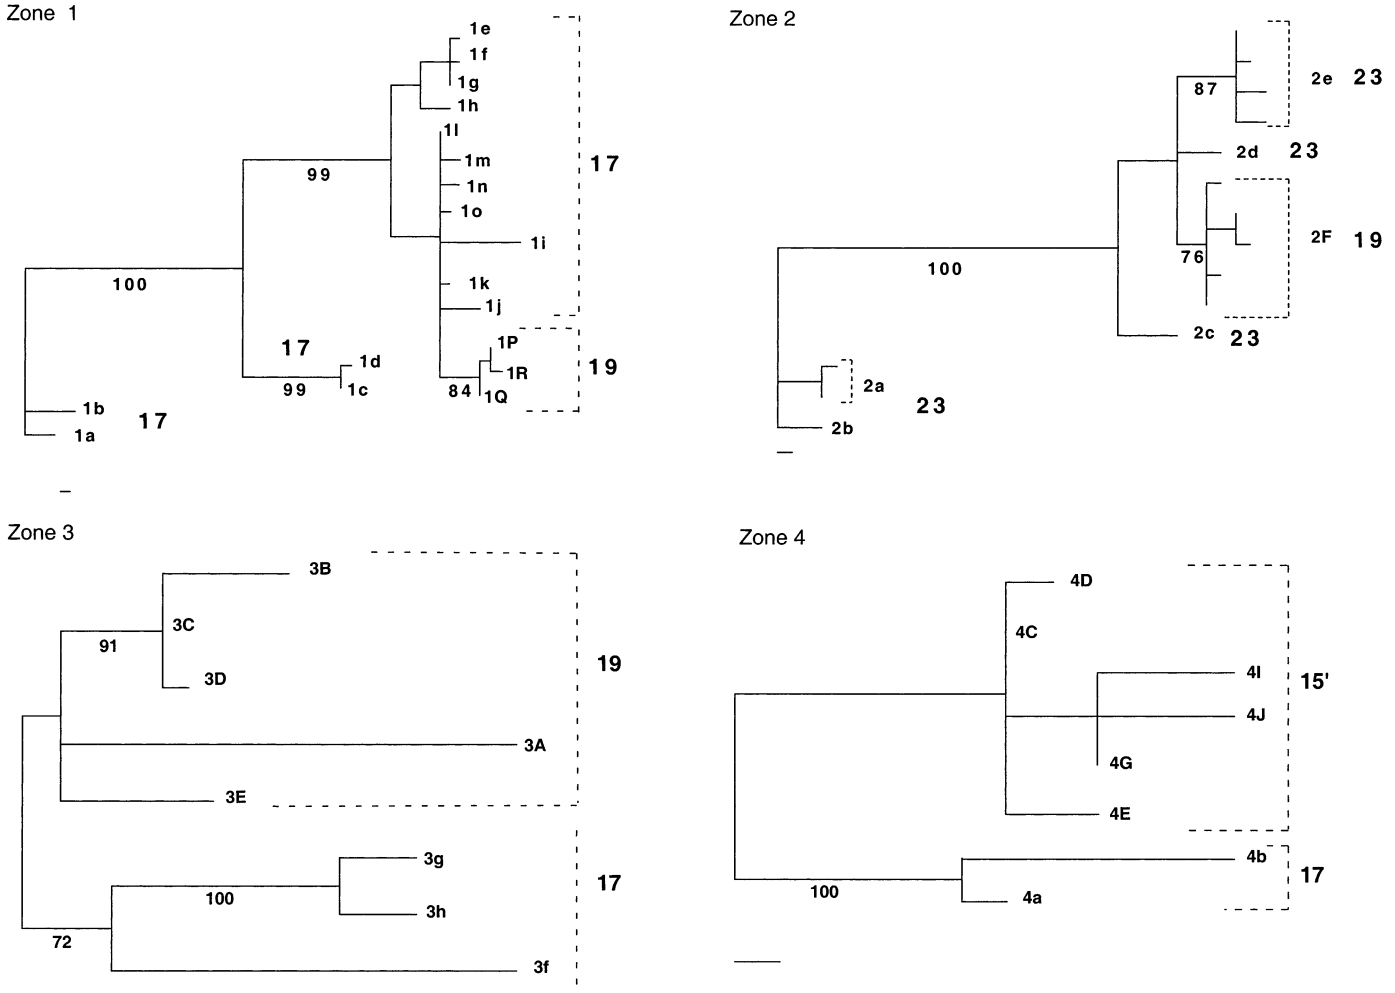 Zone 1
1e
1f
1g
1h
1l
1m
17
99
1n
1o
1i
100
1k
1j
17
1P
1d
19
1R
99
1c
84
1Q
1b
17
1a
Zone 2
2e
23
87
2d
23
2F
19
76
100
2c
23
2a
23
2b
Zone 3
3B
3C
91
19
3D
3A
3E
3g
17
100
3h
72
3f
Zone 4
4D
4C
4I
15'
4J
4G
4E
4b
17
100
4a